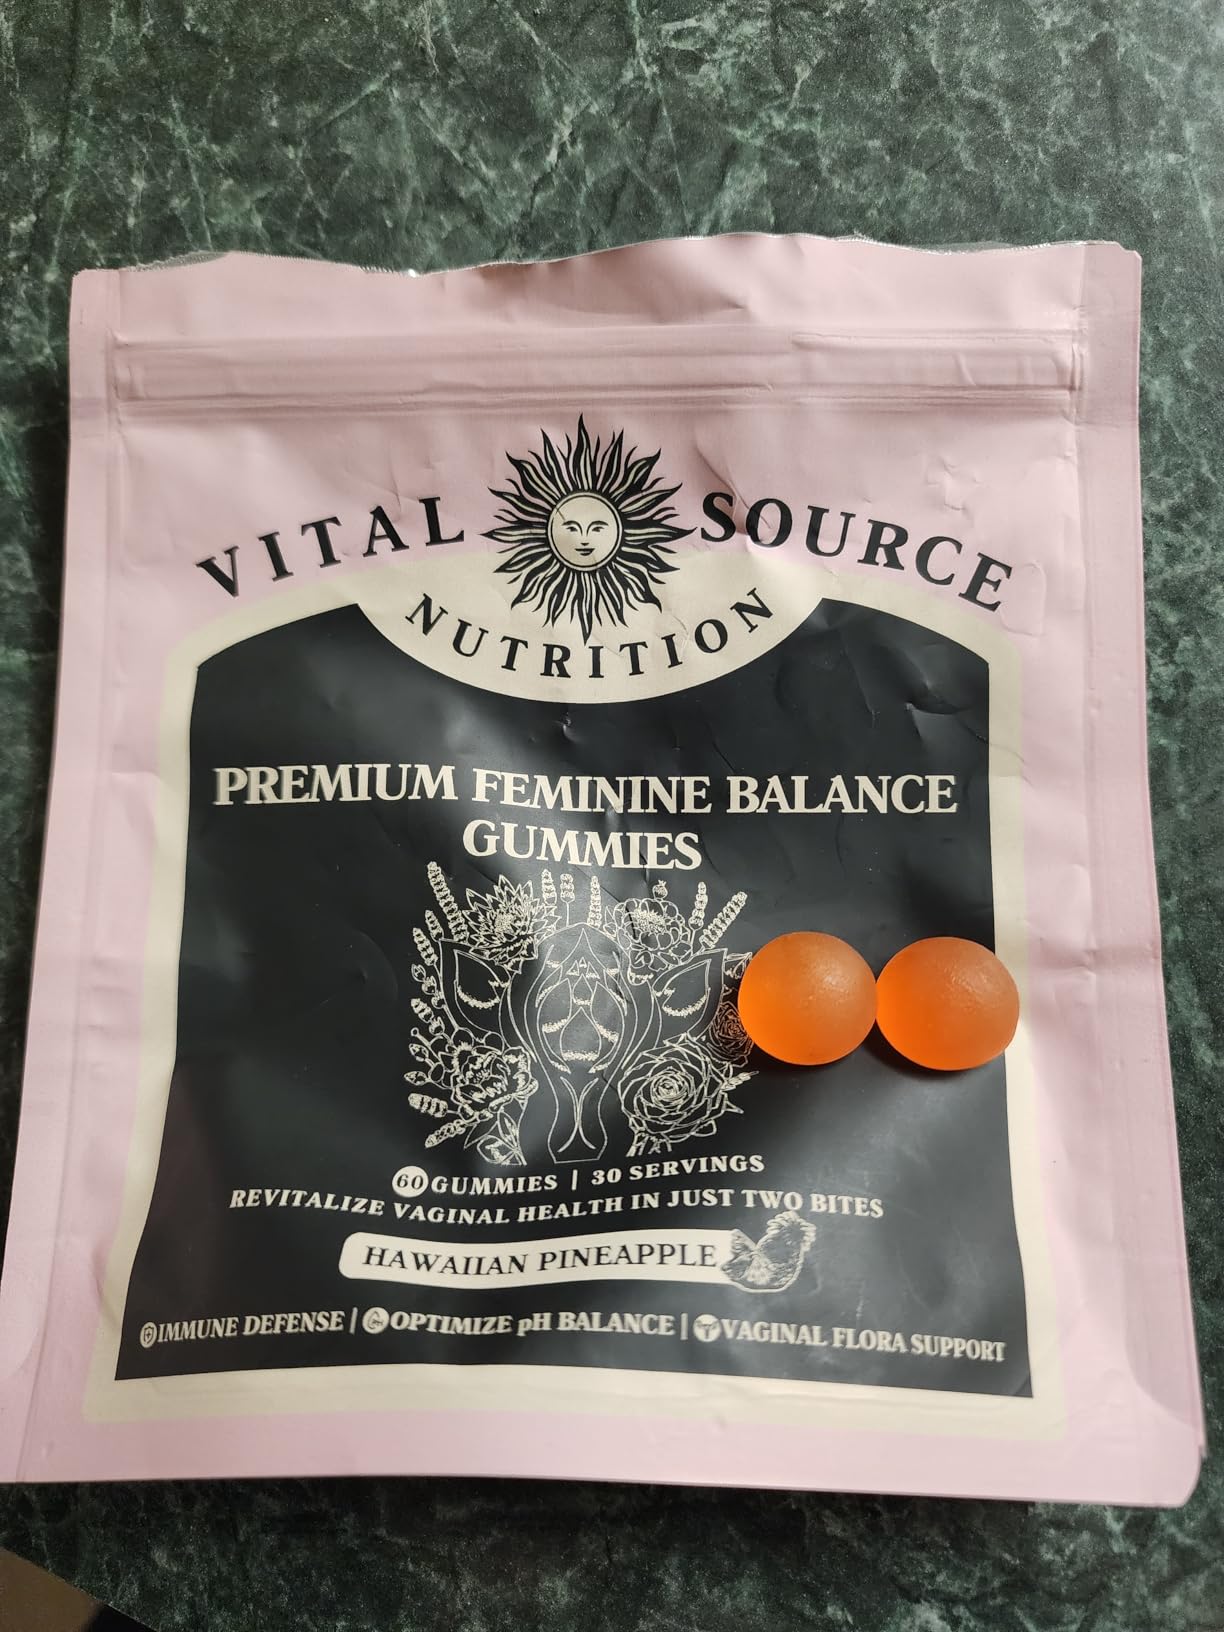 VITAL SOURCE
NUTRITION
PREMIUM FEMININE BALANCE
GUMMIES
60 GUMMIES | 30 SERVINGS
REVITALIZE VAGINAL HEALTH IN JUST TWO BITES
HAWAIIAN PINEAPPLE
IMMUNE DEFENSE | OPTIMIZE pH BALANCE | VAGINAL FLORA SUPPORT